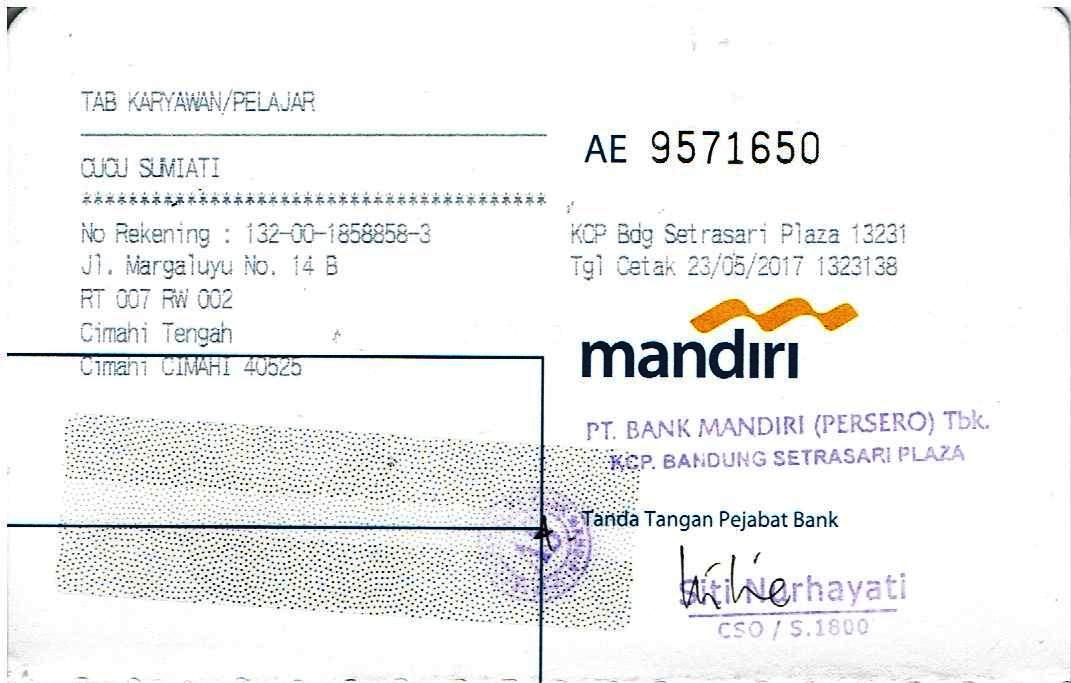 TAB KARYAWAN/PELAJAR
CUCU SUMIATI
****************************************
No Rekening : 132-00-1858858-3
Jl. Margaluyu No. 14 B
RT 007 RW 002
Cimahi Tengah
Cimahi CIMAHI 40525
AE 9571650
KCP Bdg Setrasari Plaza 13231
Tgl Cetak 23/05/2017 1323138
mandiri
PT. BANK MANDIRI (PERSERO) Tbk.
KCP. BANDUNG SETRASARI PLAZA
Tanda Tangan Pejabat Bank
Siti Nurhayati
CSO / S.1800